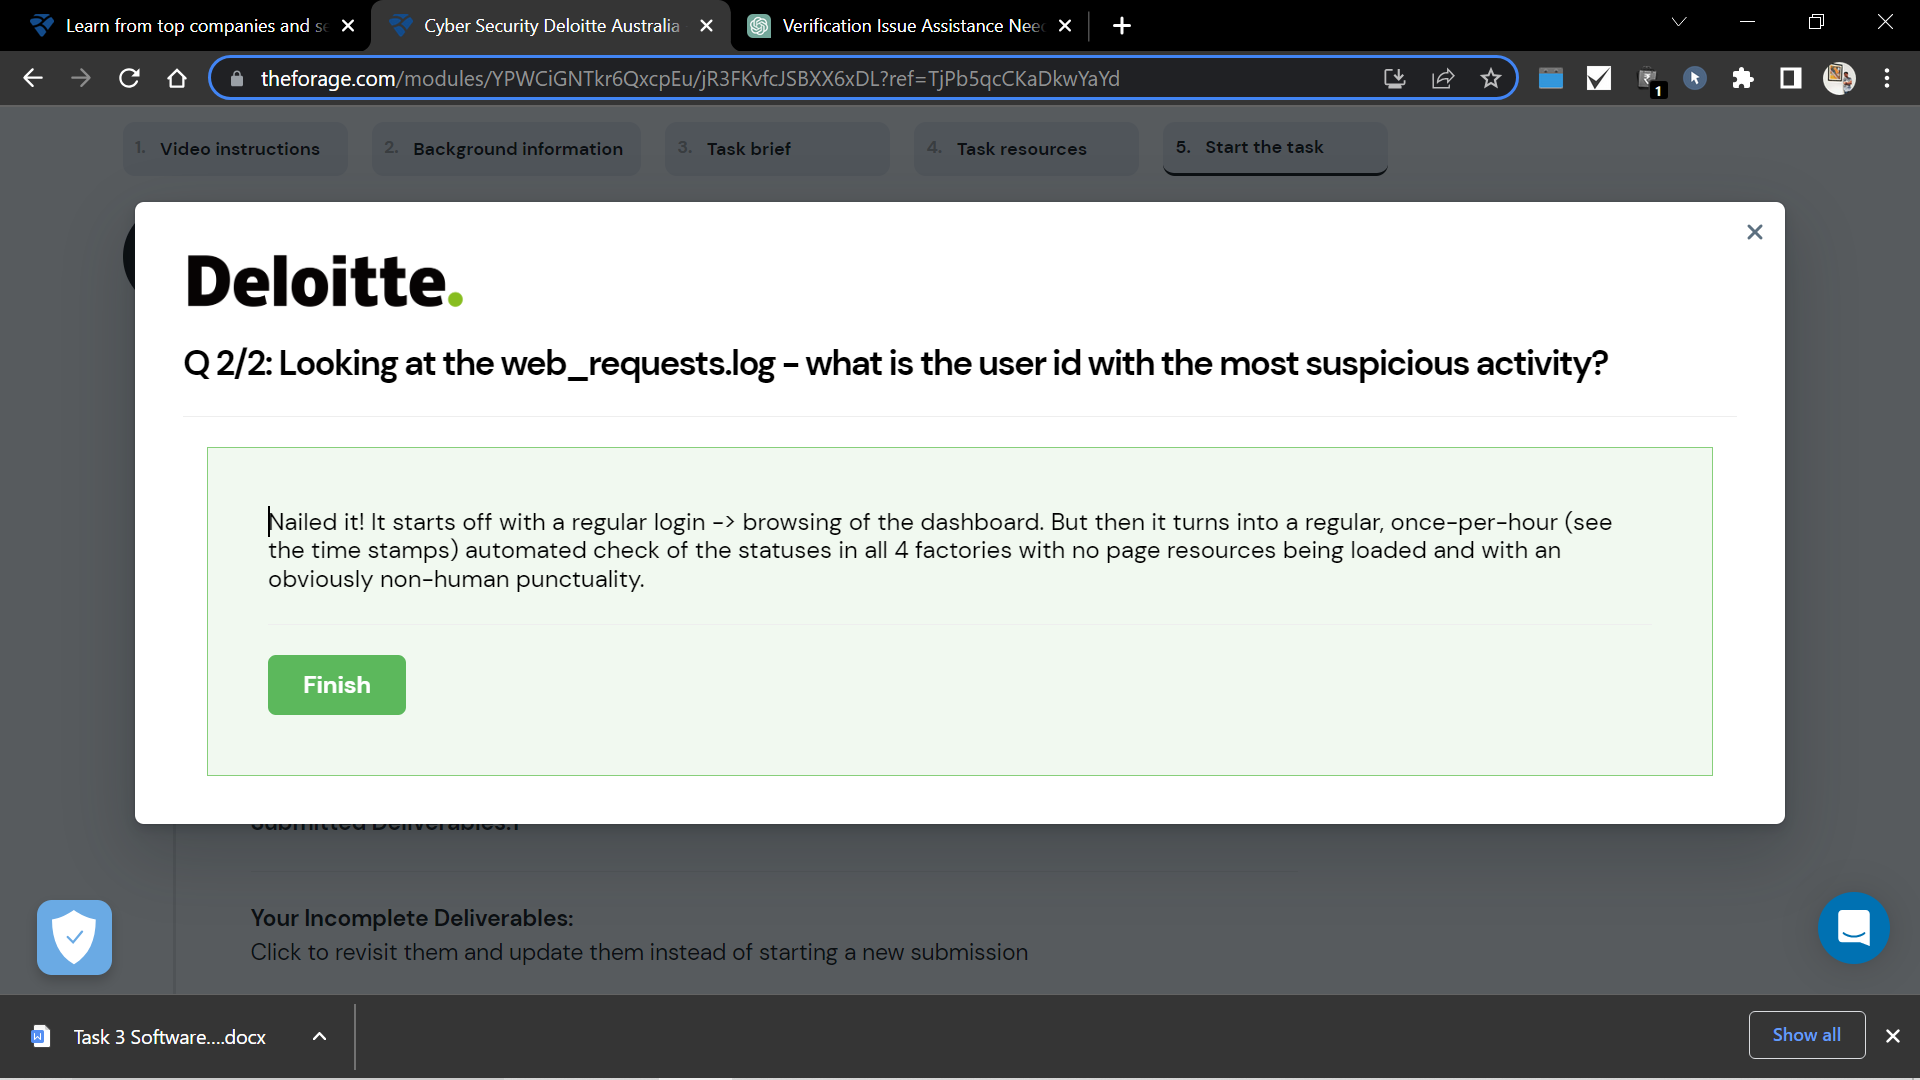 Learn from top companies and se
Cyber Security Deloitte Australia
Verification Issue Assistance Nee
theforage.com/modules/YPWCiGNTkr6QxcpEu/jR3FKvfcJSBXX6xDL?ref=TjPb5qcCKaDkwYaYd
1
1. Video instructions
2. Background information
3. Task brief
4. Task resources
5. Start the task
Deloitte.
Q 2/2: Looking at the web_requests.log – what is the user id with the most suspicious activity?
Nailed it! It starts off with a regular login -> browsing of the dashboard. But then it turns into a regular, once-per-hour (see
the time stamps) automated check of the statuses in all 4 factories with no page resources being loaded and with an
obviously non-human punctuality.
Finish
Submitted Deliverables:1
Your Incomplete Deliverables:
Click to revisit them and update them instead of starting a new submission
Task 3 Software....docx
Show all